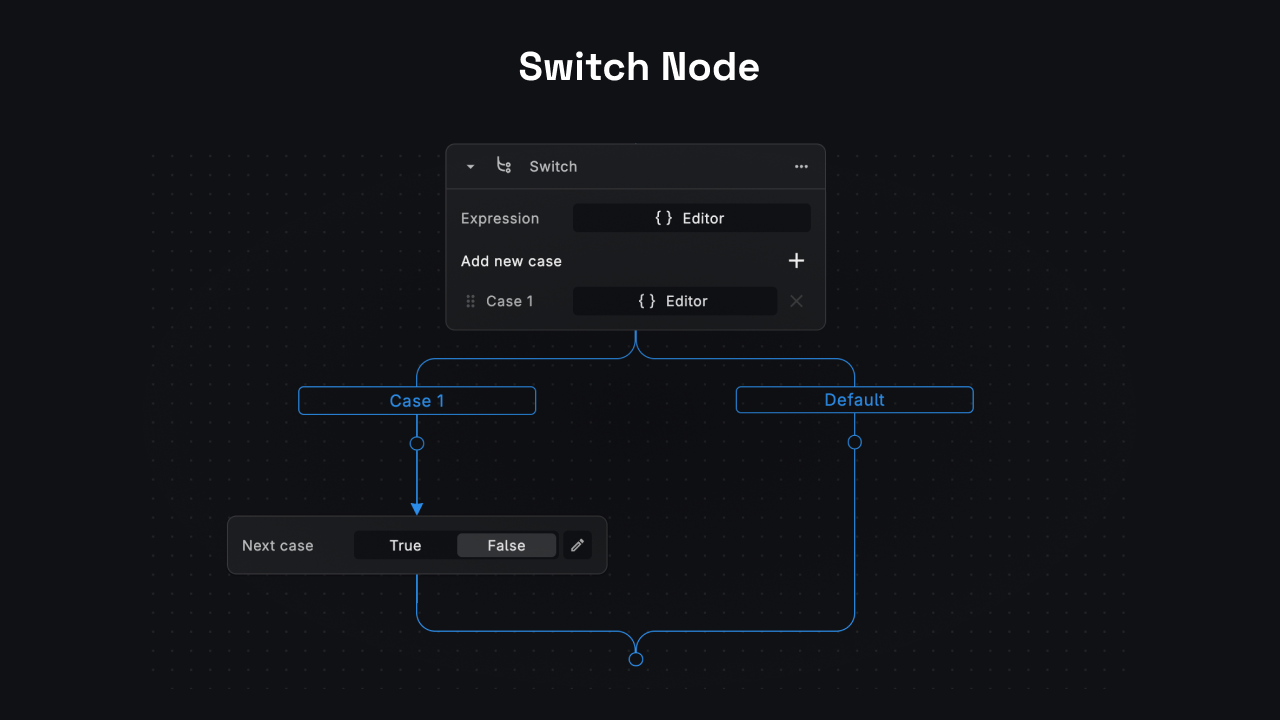 Switch Node
Switch
Expression
{ } Editor
Add new case
Case 1
{ } Editor
Case 1
Default
Next case
True
False